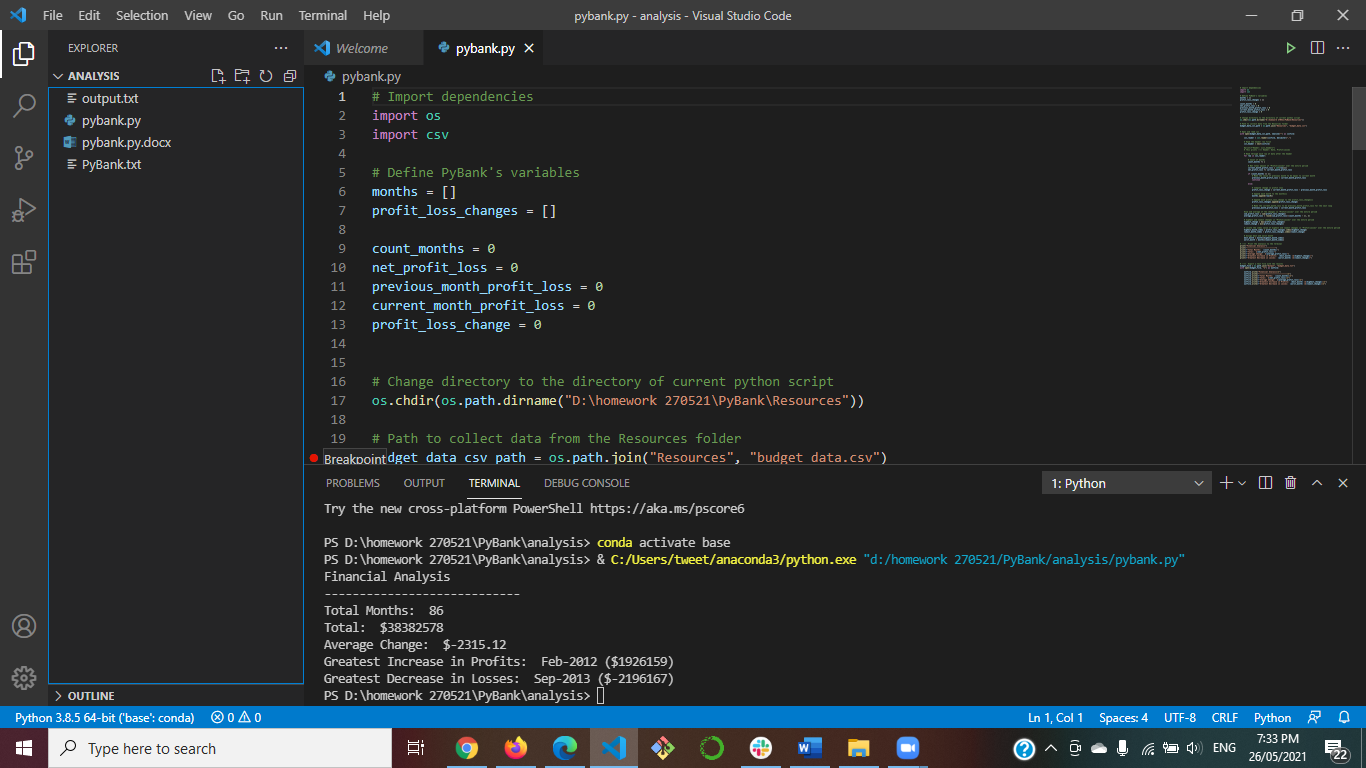 File Edit Selection View Go Run Terminal Help pybank.py - analysis - Visual Studio Code
EXPLORER
ANALYSIS
output.txt
pybank.py
pybank.py.docx
PyBank.txt
OUTLINE
Welcome pybank.py
pybank.py
1 # Import dependencies
2 import os
3 import csv
4
5 # Define PyBank's variables
6 months = []
7 profit_loss_changes = []
8
9 count_months = 0
10 net_profit_loss = 0
11 previous_month_profit_loss = 0
12 current_month_profit_loss = 0
13 profit_loss_change = 0
14
15
16 # Change directory to the directory of current python script
17 os.chdir(os.path.dirname("D:\homework 270521\PyBank\Resources"))
18
19 # Path to collect data from the Resources folder
Breakpoint dget_data_csv_path = os.path.join("Resources", "budget_data.csv")
PROBLEMS OUTPUT TERMINAL DEBUG CONSOLE 1: Python
Try the new cross-platform PowerShell https://aka.ms/pscore6
PS D:\homework 270521\PyBank\analysis> conda activate base
PS D:\homework 270521\PyBank\analysis> & C:/Users/tweet/anaconda3/python.exe "d:/homework 270521/PyBank/analysis/pybank.py"
Financial Analysis
----------------------------
Total Months:  86
Total:  $38382578
Average Change:  $-2315.12
Greatest Increase in Profits:  Feb-2012 ($1926159)
Greatest Decrease in Losses:  Sep-2013 ($-2196167)
PS D:\homework 270521\PyBank\analysis>
Python 3.8.5 64-bit ('base': conda) 0 0 Ln 1, Col 1 Spaces: 4 UTF-8 CRLF Python
Type here to search
ENG
7:33 PM
26/05/2021
22